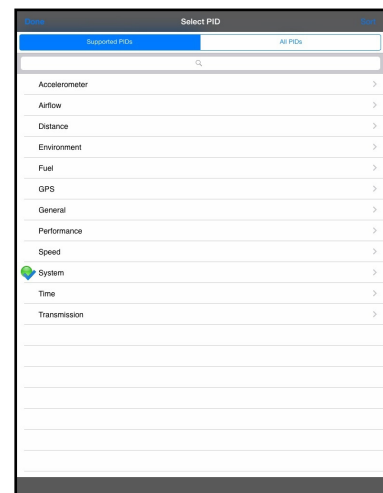 Select PID
Supported PIDs All PIDs
Accelerometer
Airflow
Distance
Environment
Fuel
GPS
General
Performance
Speed
System
Time
Transmission